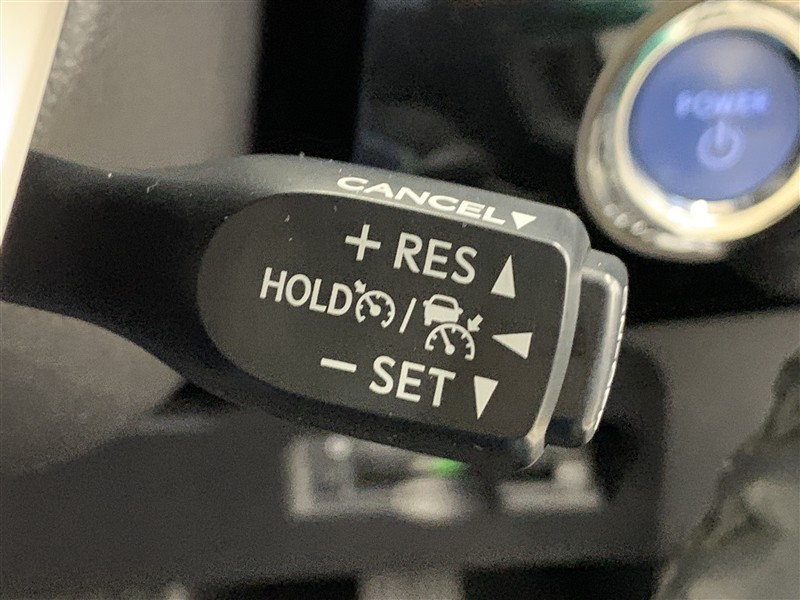 CANCEL▼
+ RES ▲
HOLD / ◀
− SET ▼
POWER